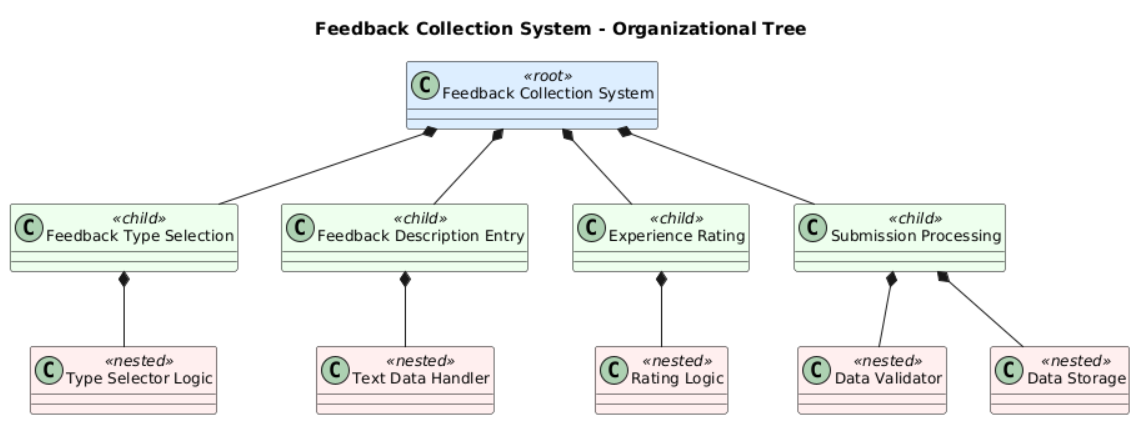 Feedback Collection System - Organizational Tree
C «root»
Feedback Collection System
C «child»
Feedback Type Selection
C «child»
Feedback Description Entry
C «child»
Experience Rating
C «child»
Submission Processing
C «nested»
Type Selector Logic
C «nested»
Text Data Handler
C «nested»
Rating Logic
C «nested»
Data Validator
C «nested»
Data Storage